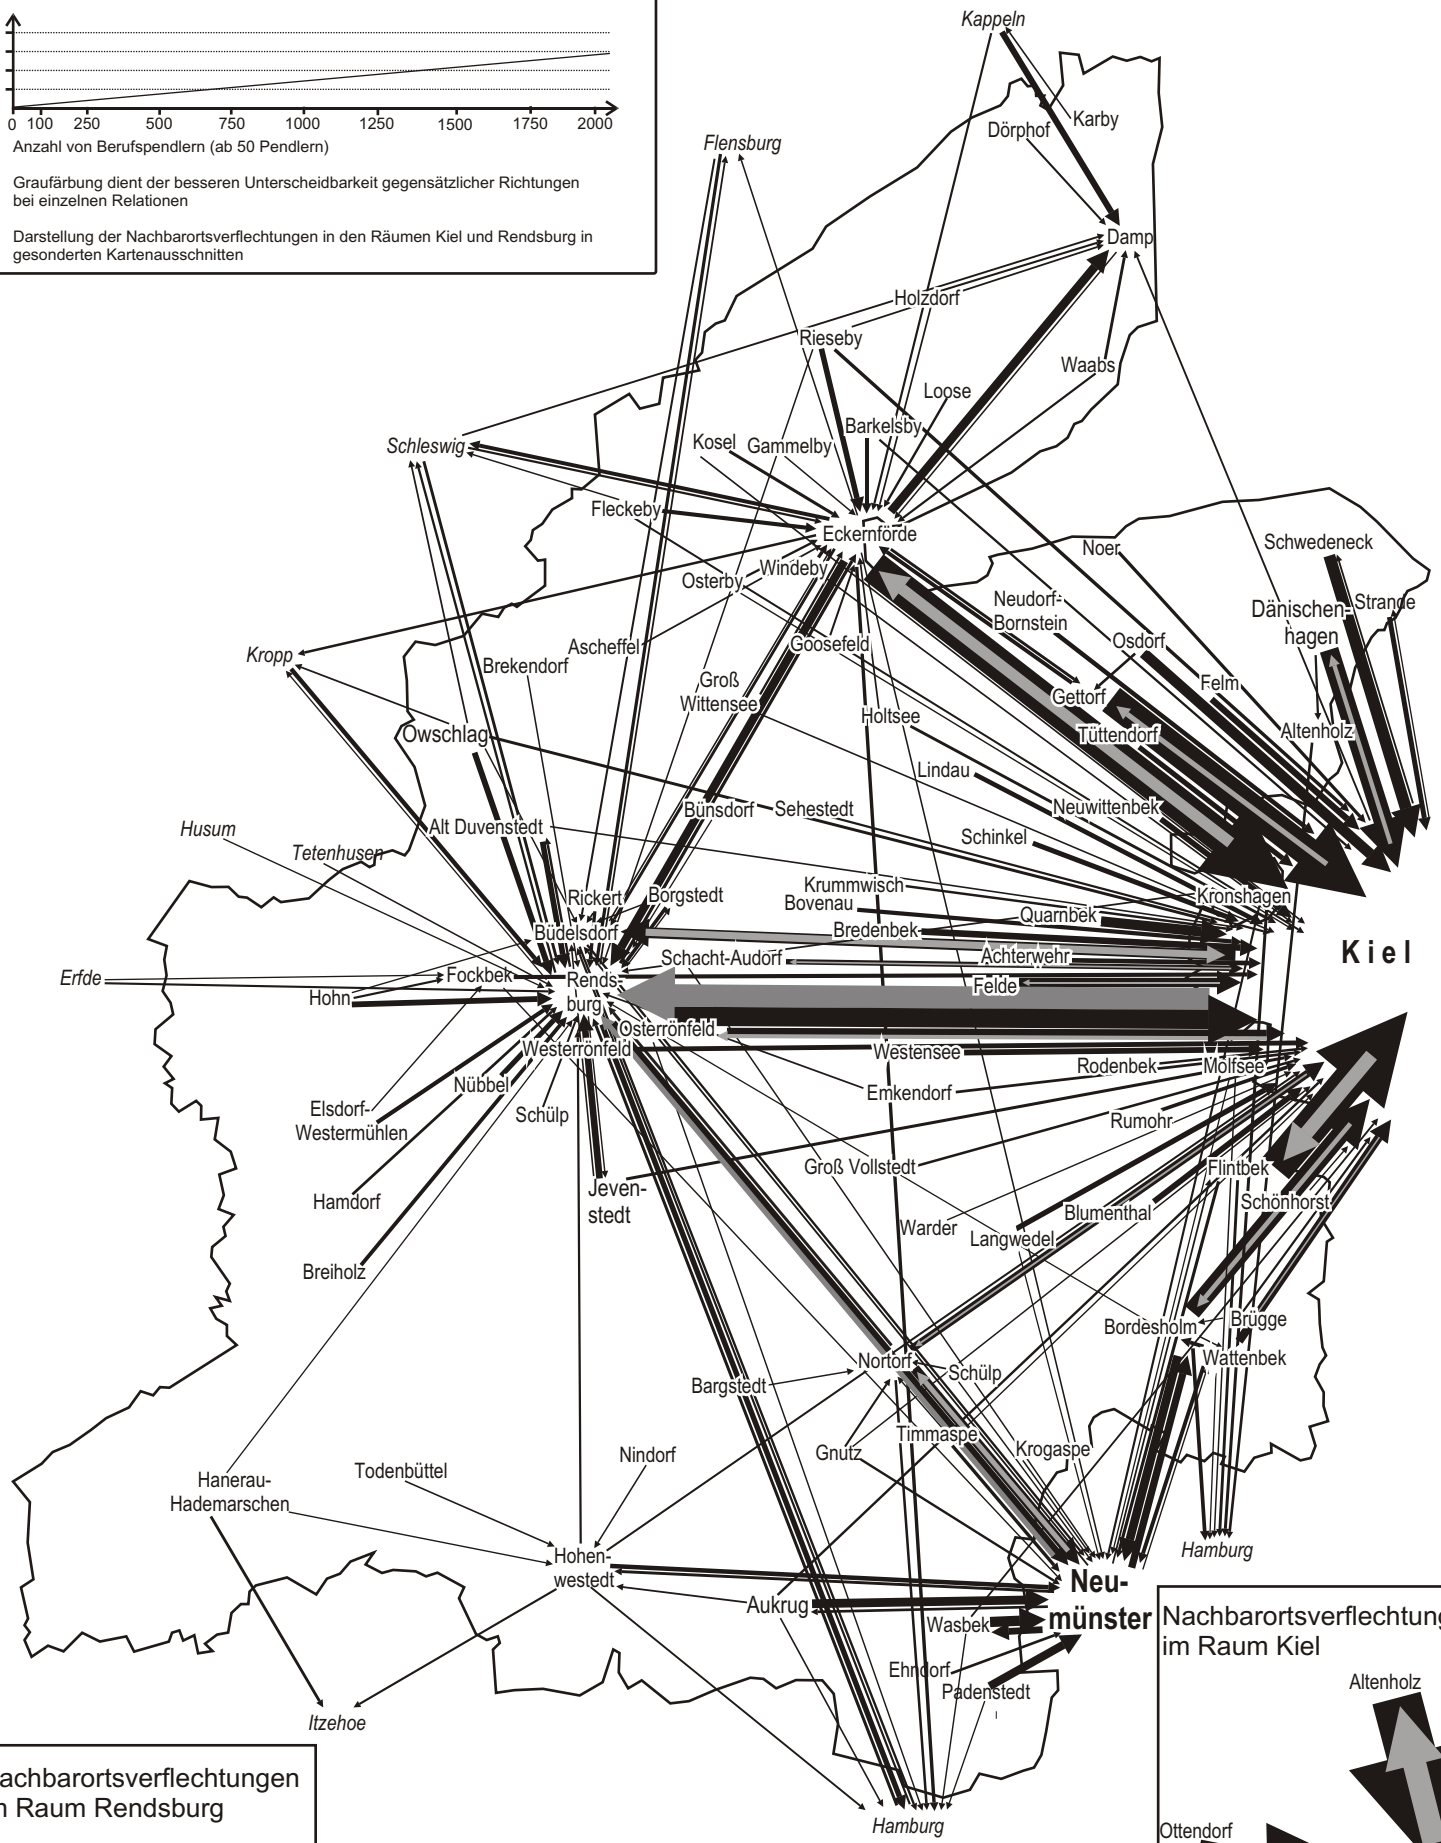 0 100 250 500 750 1000 1250 1500 1750 2000
Anzahl von Berufspendlern (ab 50 Pendlern)
Graufärbung dient der besseren Unterscheidbarkeit gegensätzlicher Richtungen
bei einzelnen Relationen
Darstellung der Nachbarortsverflechtungen in den Räumen Kiel und Rendsburg in
gesonderten Kartenausschnitten
Kappeln
Karby
Dörphof
Flensburg
Damp
Holzdorf
Rieseby
Waabs
Loose
Barkelsby
Schleswig
Kosel
Gammelby
Fleckeby
Eckernförde
Noer
Schwedeneck
Windeby
Osterby
Neudorf-
Bornstein
Dänischen-
hagen
Strande
Osdorf
Goosefeld
Ascheffel
Kropp
Brekendorf
Groß
Wittensee
Felm
Gettorf
Holtsee
Tüttendorf
Altenholz
Owschlag
Lindau
Bünsdorf
Sehestedt
Neuwittenbek
Husum
Alt Duvenstedt
Schinkel
Tetenhusen
Rickert
Borgstedt
Krummwisch
Bovenau
Kronshagen
Quarnbek
Büdelsdorf
Bredenbek
Kiel
Schacht-Audorf
Achterwehr
Erfde
Fockbek
Rends-
burg
Felde
Hohn
Osterrönfeld
Westerrönfeld
Westensee
Rodenbek
Molfsee
Nübbel
Emkendorf
Elsdorf-
Westermühlen
Schülp
Rumohr
Groß Vollstedt
Flintbek
Hamdorf
Jeven-
stedt
Schönhorst
Blumenthal
Warder
Langwedel
Breiholz
Brügge
Bordesholm
Wattenbek
Nortorf
Schülp
Bargstedt
Timmaspe
Krogaspe
Gnutz
Nindorf
Todenbüttel
Hanerau-
Hademarschen
Hamburg
Hohen-
westedt
Neu-
münster
Aukrug
Wasbek
Nachbarortsverflechtung
im Raum Kiel
Ehndorf
Padenstedt
Altenholz
Itzehoe
achbarortsverflechtungen
Raum Rendsburg
Hamburg
Ottendorf